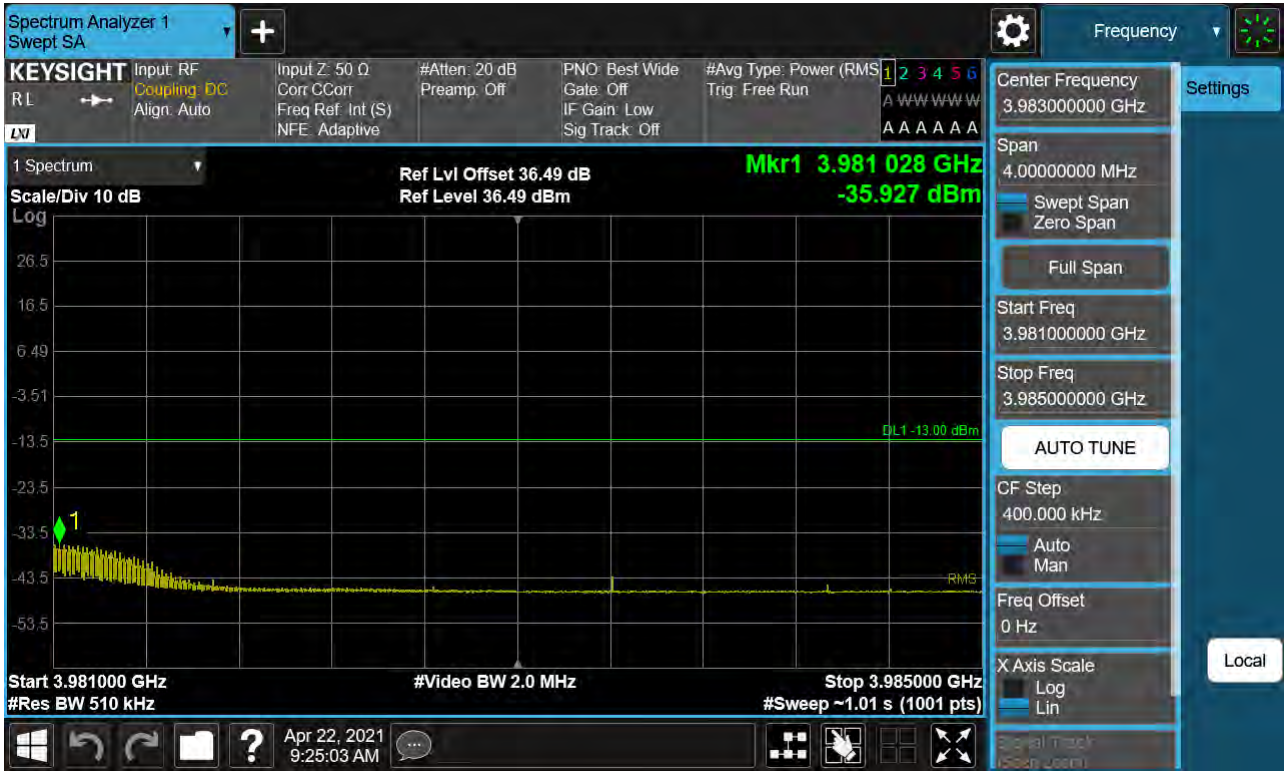 Spectrum Analyzer 1
Swept SA
+
Frequency
KEYSIGHT
RL
LXI
Input: RF
Coupling: DC
Align: Auto
Input Z: 50 Ω
Corr CCorr
Freq Ref: Int (S)
NFE: Adaptive
#Atten: 20 dB
Preamp: Off
PNO: Best Wide
Gate: Off
IF Gain: Low
Sig Track: Off
#Avg Type: Power (RMS
Trig: Free Run
1 2 3 4 5 6
A W W W W W
A A A A A A
1 Spectrum
Scale/Div 10 dB
Log
Ref Lvl Offset 36.49 dB
Ref Level 36.49 dBm
Mkr1 3.981 028 GHz
-35.927 dBm
26.5
16.5
6.49
-3.51
-13.5
-23.5
-33.5
-43.5
-53.5
DL1 -13.00 dBm
1
RMS
Start 3.981000 GHz
#Res BW 510 kHz
#Video BW 2.0 MHz
Stop 3.985000 GHz
#Sweep ~1.01 s (1001 pts)
Center Frequency
3.983000000 GHz
Settings
Span
4.00000000 MHz
Swept Span
Zero Span
Full Span
Start Freq
3.981000000 GHz
Stop Freq
3.985000000 GHz
AUTO TUNE
CF Step
400.000 kHz
Auto
Man
Freq Offset
0 Hz
X Axis Scale
Log
Lin
Signal Track
(Span Zoom)
Local
?
Apr 22, 2021
9:25:03 AM